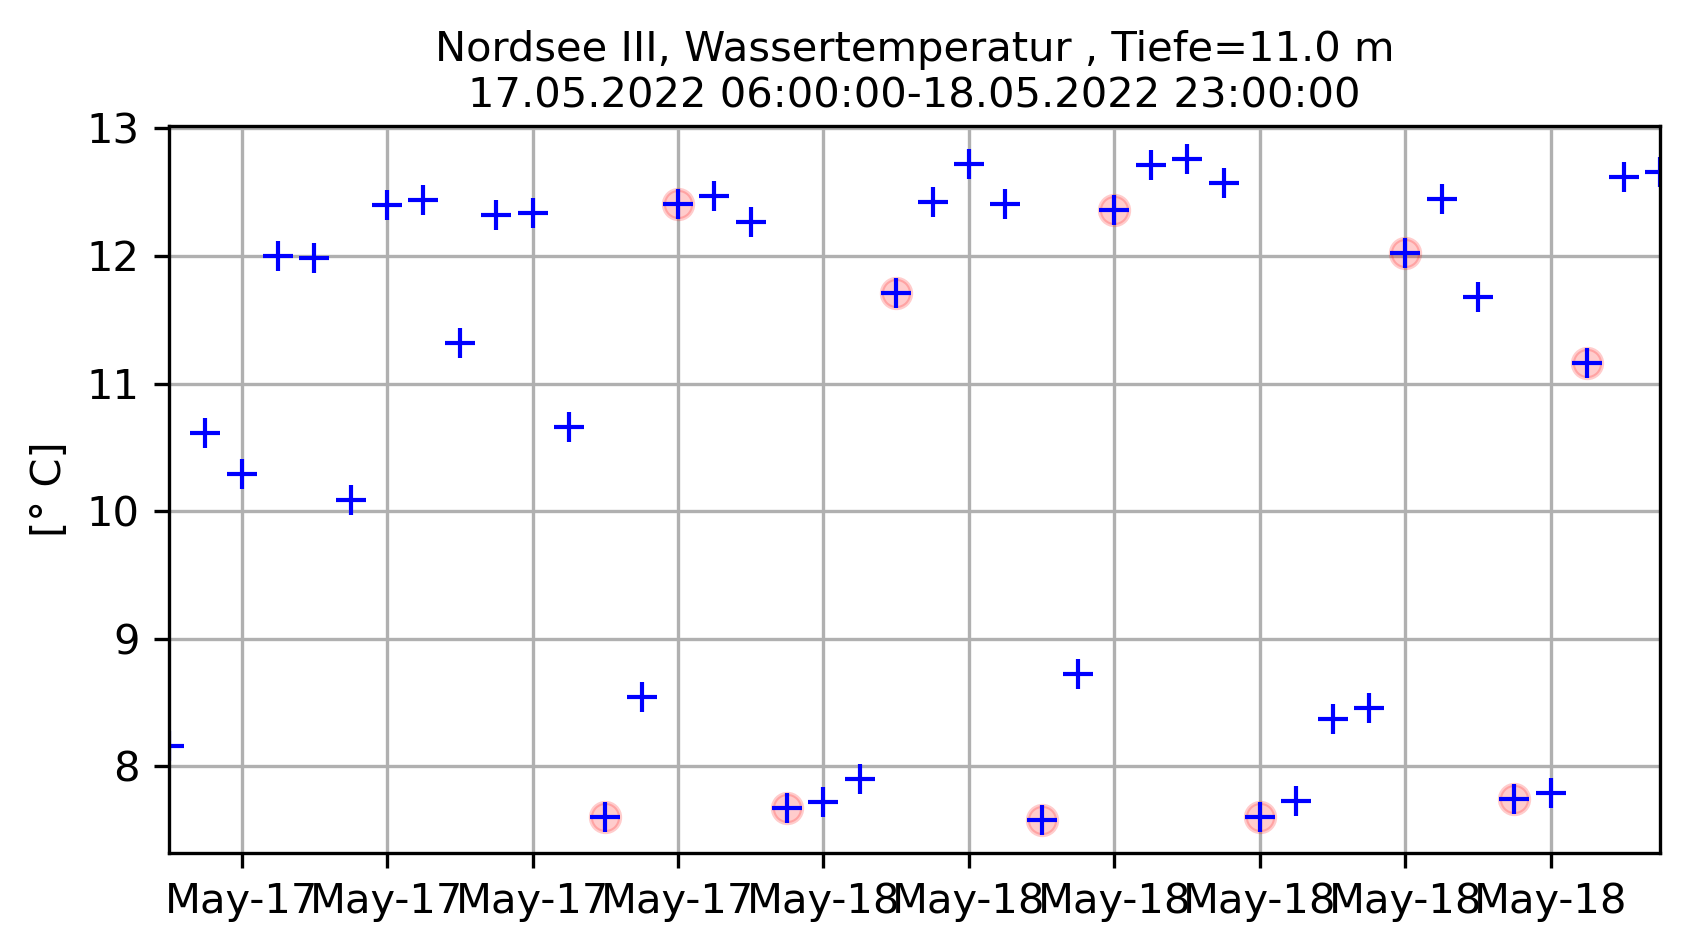 Nordsee III, Wassertemperatur , Tiefe=11.0 m
17.05.2022 06:00:00-18.05.2022 23:00:00
13
12
11
10
9
8
[° C]
May-17 May-17 May-17 May-17 May-18 May-18 May-18 May-18 May-18 May-18